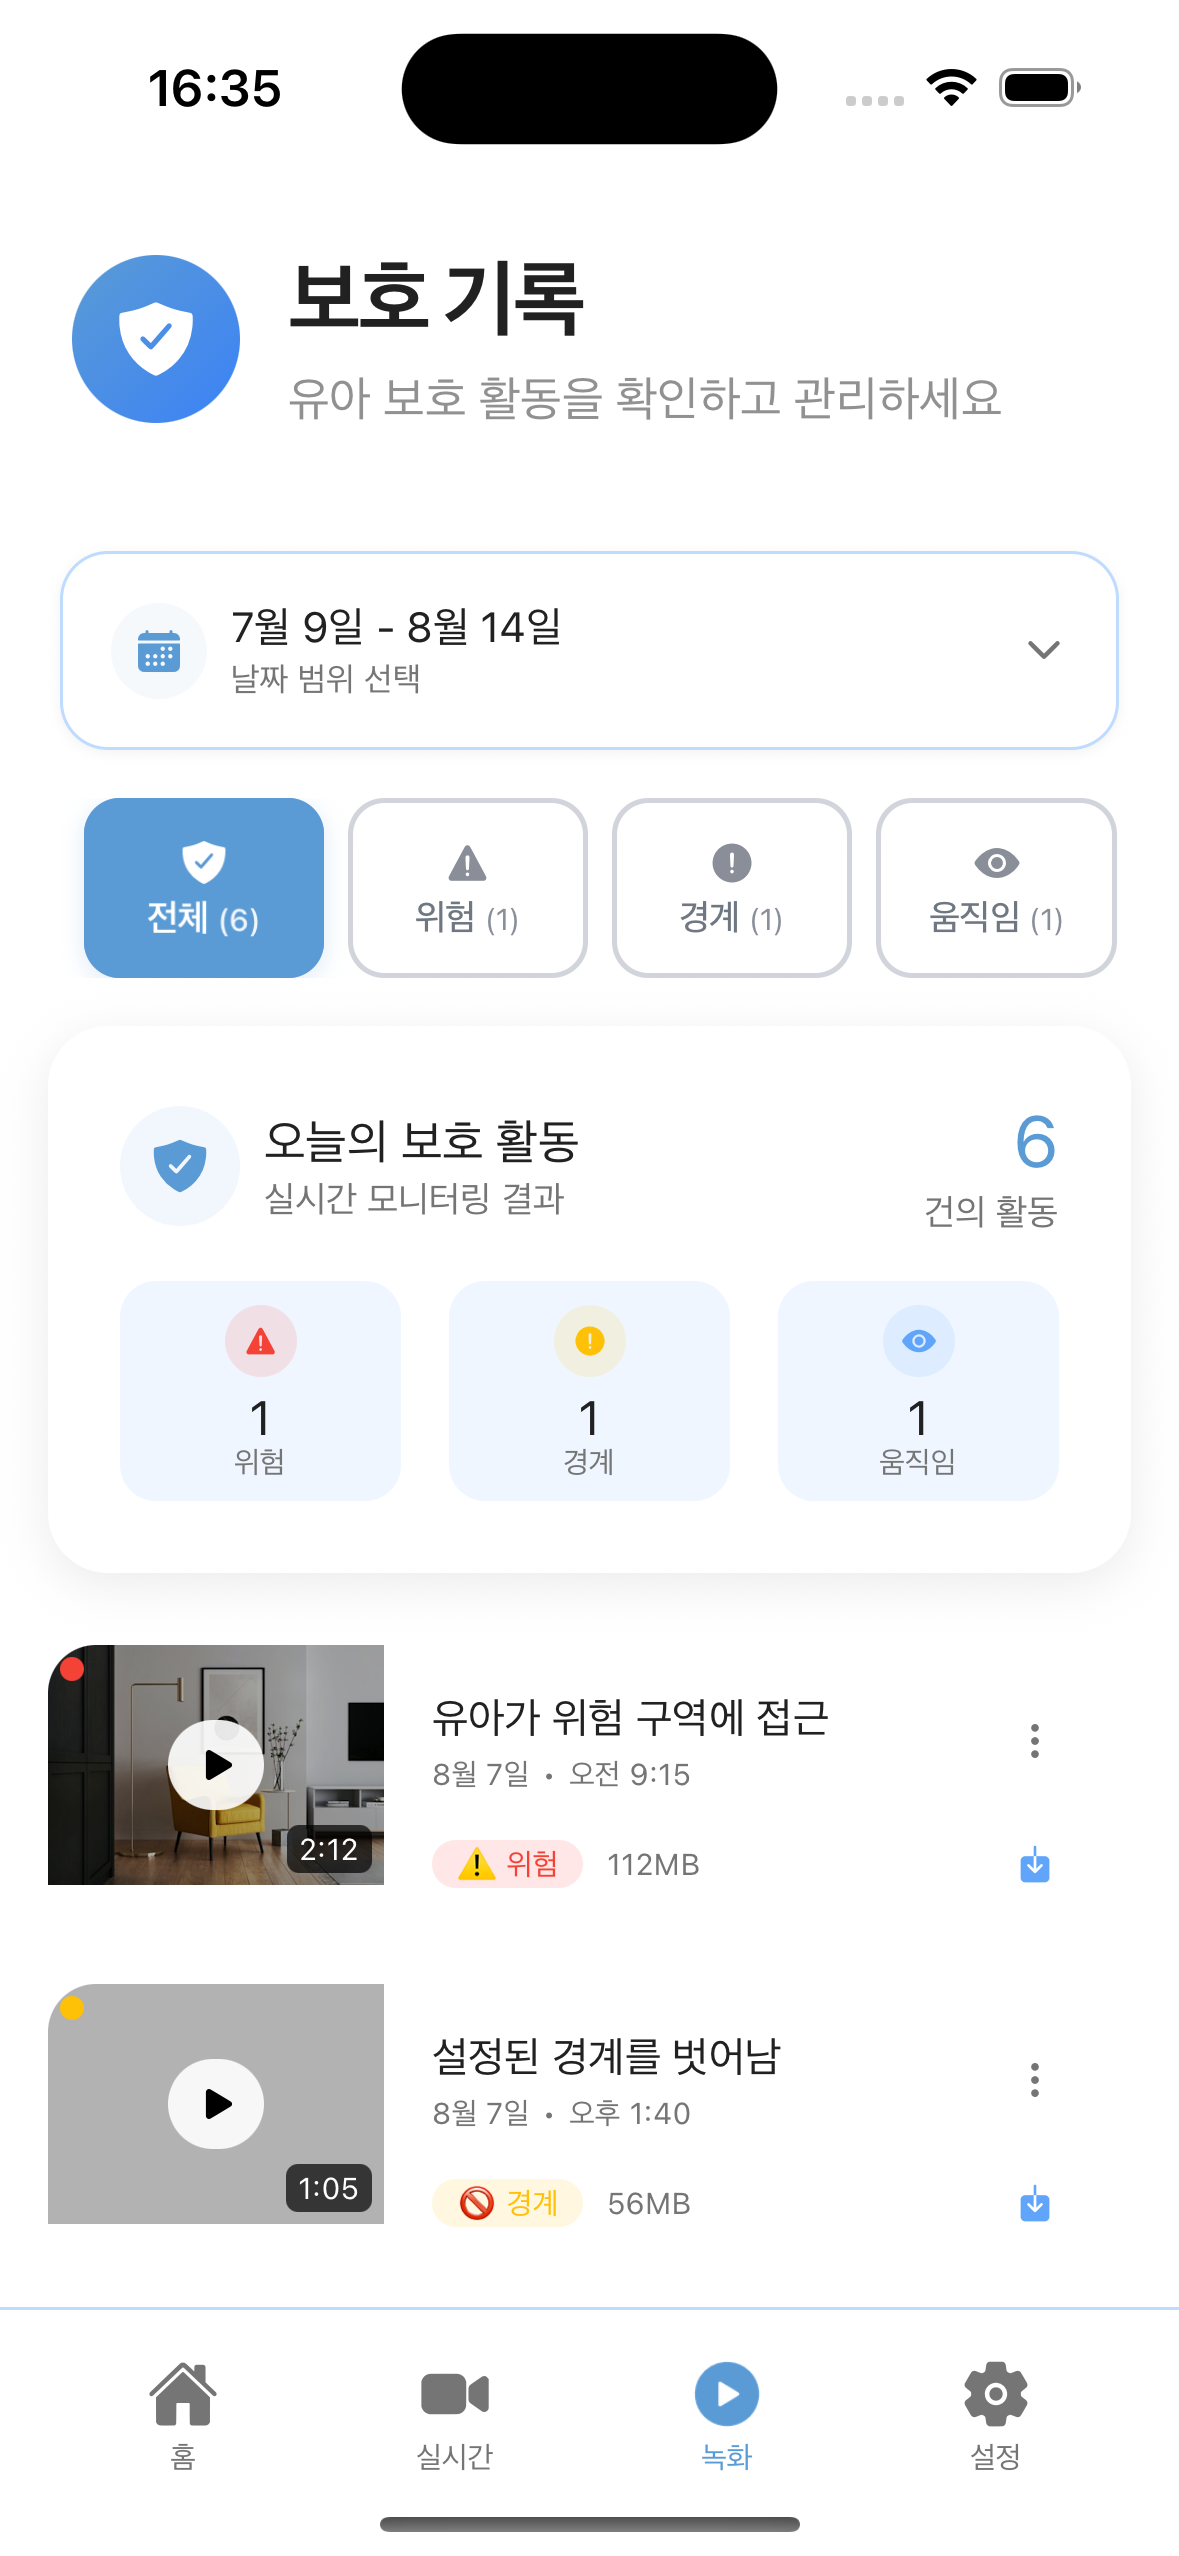 16:35
보호 기록
유아 보호 활동을 확인하고 관리하세요
7월 9일 - 8월 14일
날짜 범위 선택
전체 (6)
위험 (1)
경계 (1)
움직임 (1)
오늘의 보호 활동
실시간 모니터링 결과
6
건의 활동
1
위험
1
경계
1
움직임
유아가 위험 구역에 접근
8월 7일 • 오전 9:15
2:12
위험
112MB
설정된 경계를 벗어남
8월 7일 • 오후 1:40
1:05
경계
56MB
홈
실시간
녹화
설정